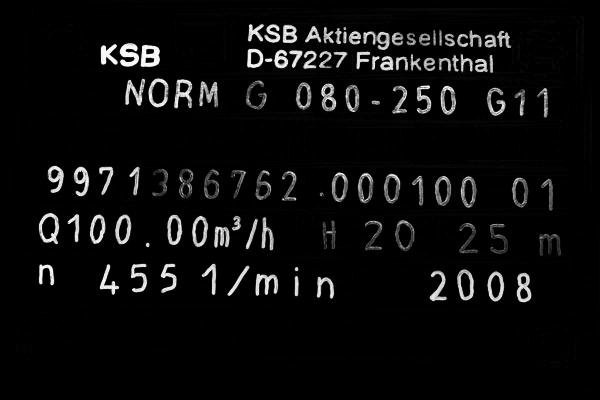 KSB KSB Aktiengesellschaft
D-67227 Frankenthal
NORM G 080-250 G11
9971386762 .000100 01
Q100.00m³/h H 20 25 m
n 455 1/min 2008